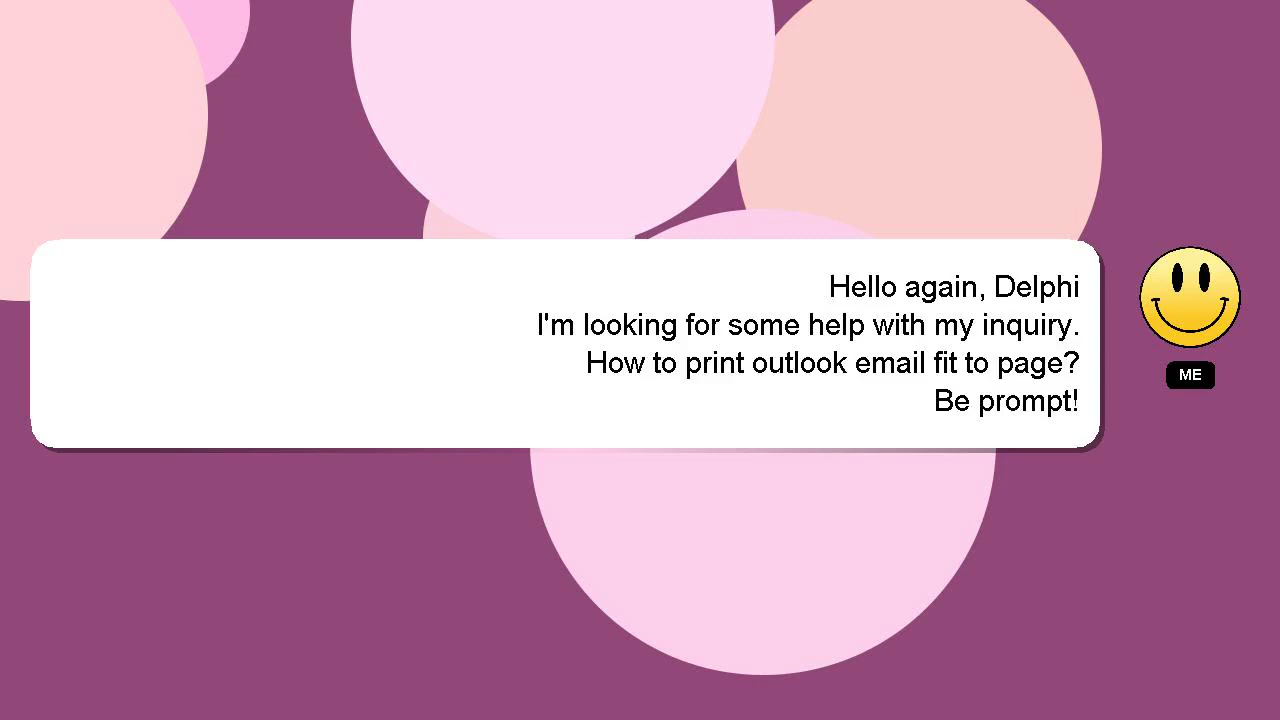 Hello again, Delphi
I'm looking for some help with my inquiry.
How to print outlook email fit to page?
Be prompt!
ME